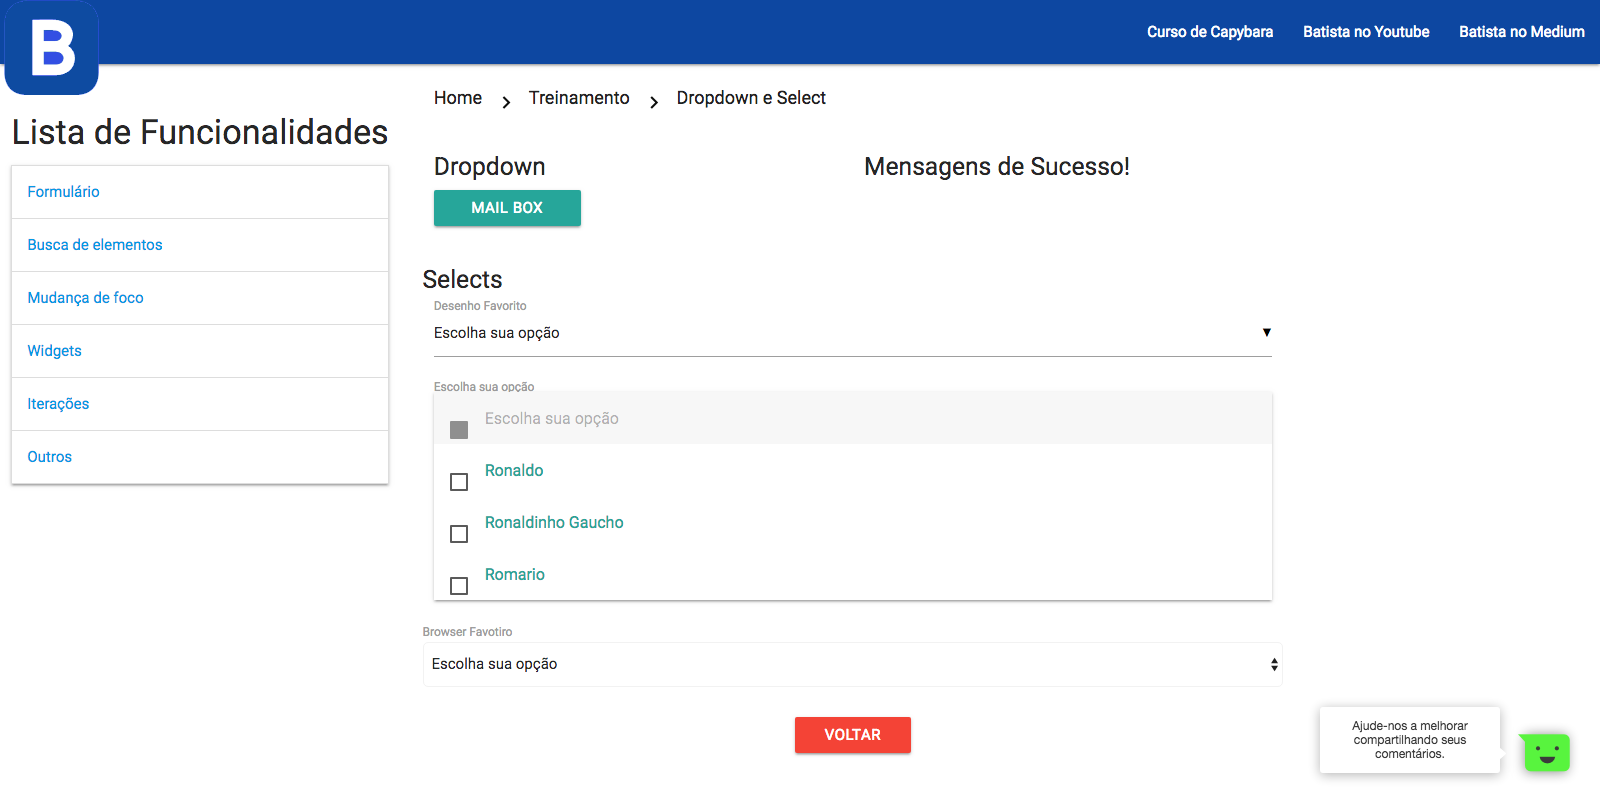 B
Curso de Capybara
Batista no Youtube
Batista no Medium
Home
Treinamento
Dropdown e Select
Lista de Funcionalidades
Formulário
Busca de elementos
Mudança de foco
Widgets
Iterações
Outros
Dropdown
MAIL BOX
Mensagens de Sucesso!
Selects
Desenho Favorito
Escolha sua opção
Escolha sua opção
Escolha sua opção
Ronaldo
Ronaldinho Gaucho
Romario
Browser Favotiro
Escolha sua opção
VOLTAR
Ajude-nos a melhorar
compartilhando seus
comentários.